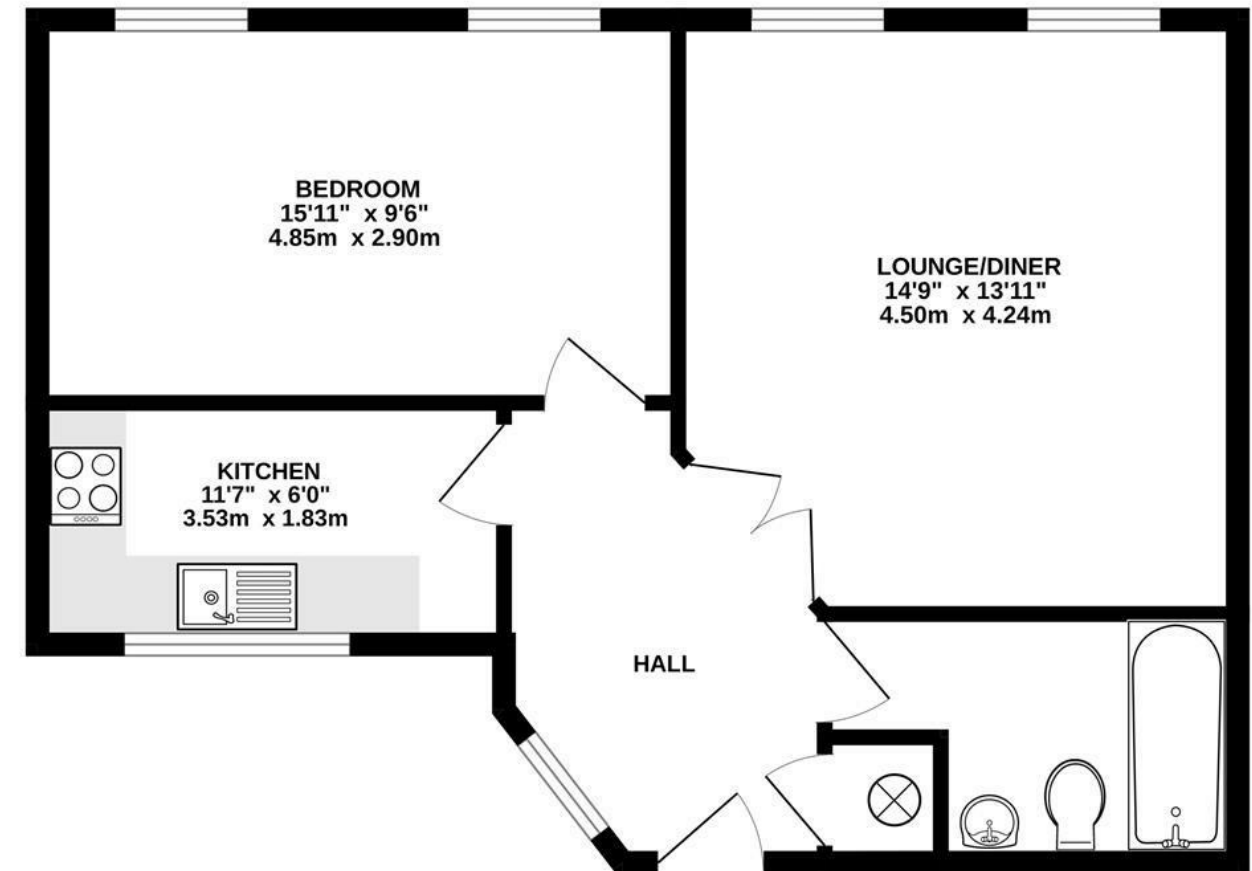 BEDROOM
15'11" x 9'6"
4.85m x 2.90m
LOUNGE/DINER
14'9" x 13'11"
4.50m x 4.24m
KITCHEN
11'7" x 6'0"
3.53m x 1.83m
HALL